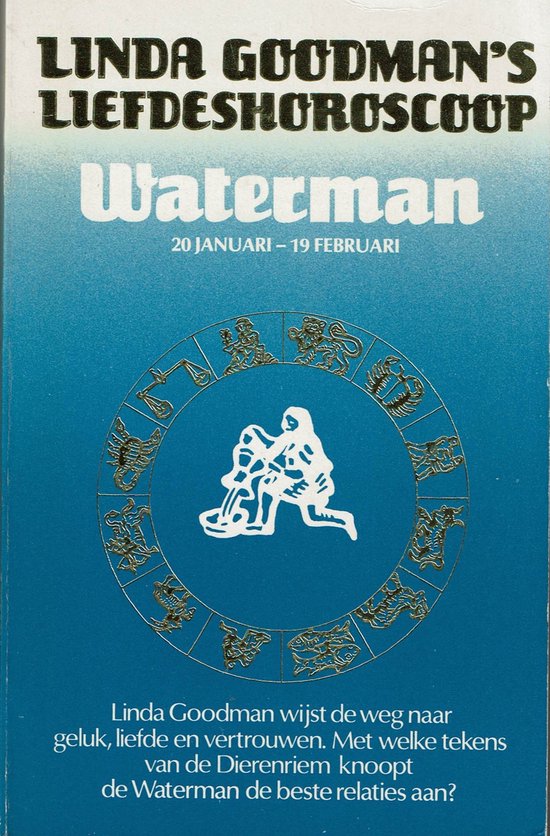 LINDA GOODMAN'S
LIEFDESHOROSCOOP
Waterman
20 JANUARI – 19 FEBRUARI
Linda Goodman wijst de weg naar
geluk, liefde en vertrouwen. Met welke tekens
van de Dierenriem knoopt
de Waterman de beste relaties aan?